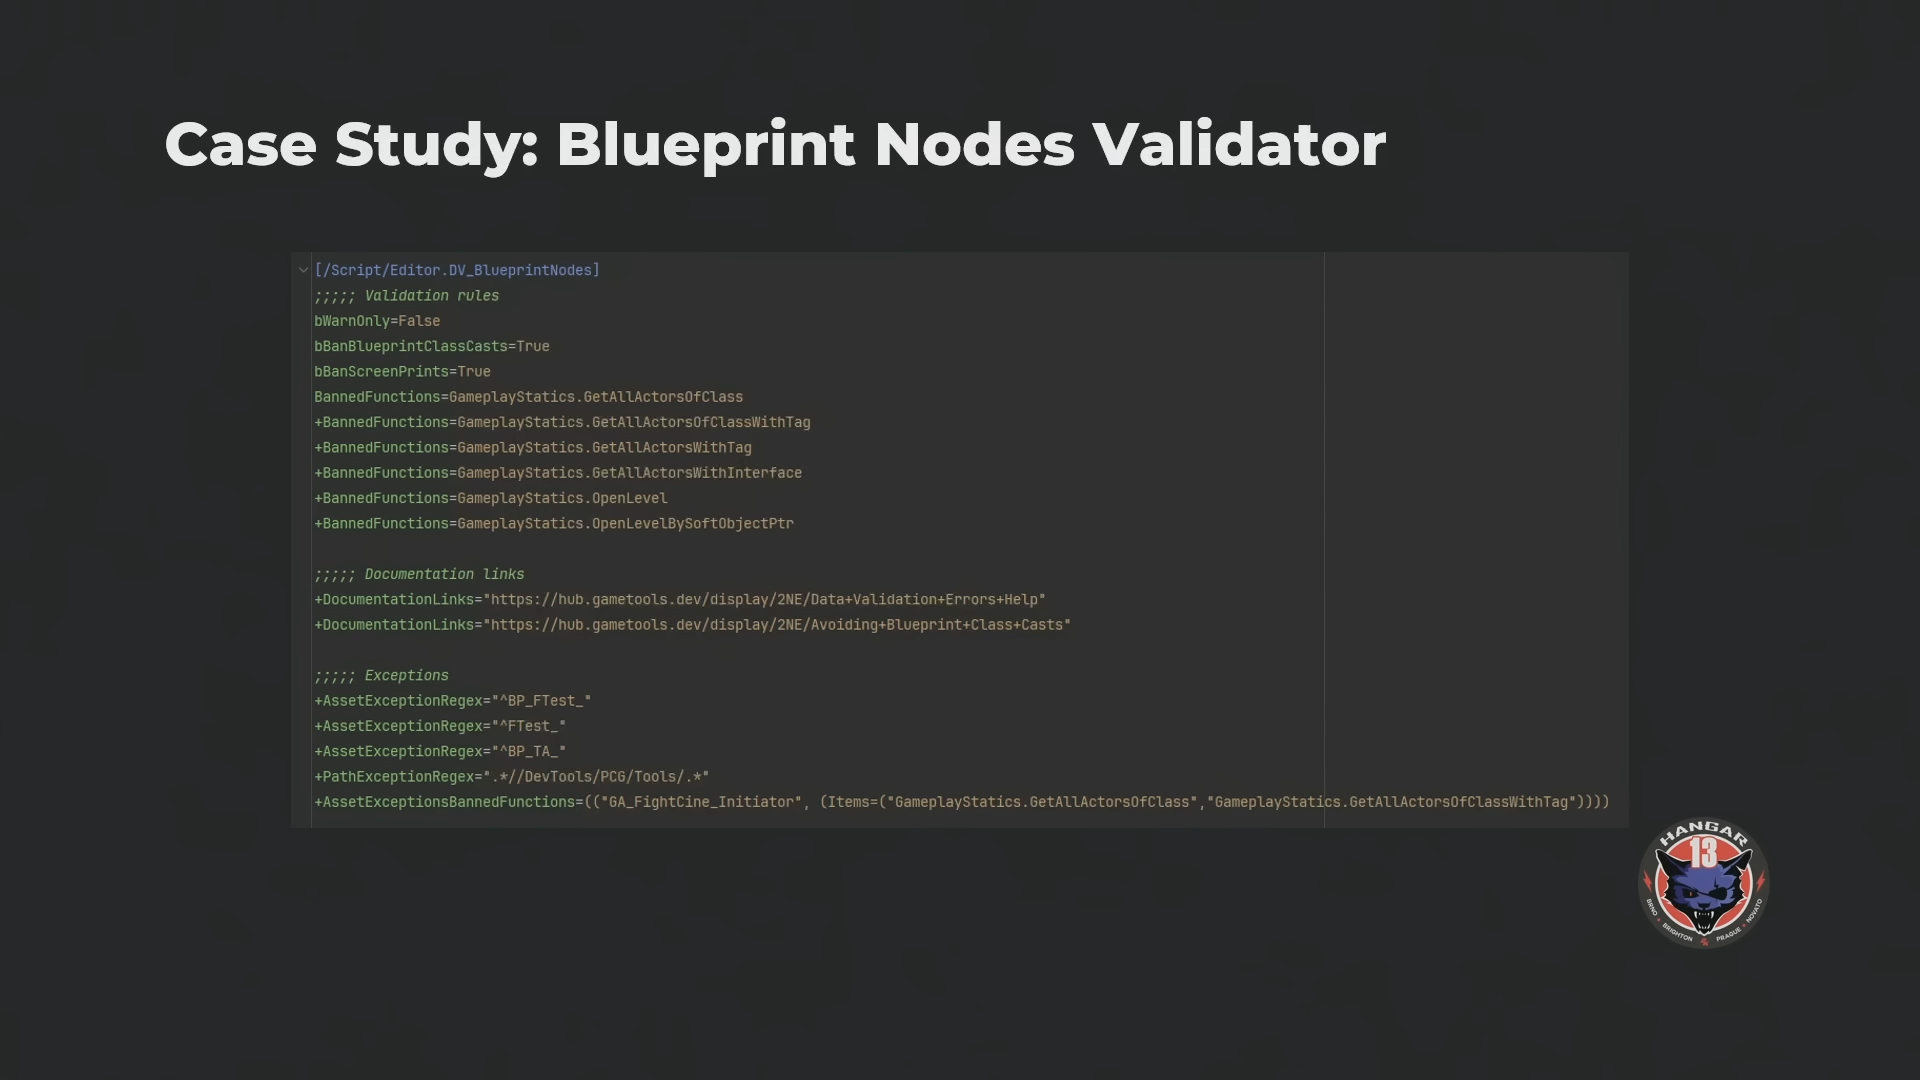 Case Study: Blueprint Nodes Validator
[/Script/Editor.DV_BlueprintNodes]
;;;;; Validation rules
bWarnOnly=False
bBanBlueprintClassCasts=True
bBanScreenPrints=True
BannedFunctions=GameplayStatics.GetAllActorsOfClass
+BannedFunctions=GameplayStatics.GetAllActorsOfClassWithTag
+BannedFunctions=GameplayStatics.GetAllActorsWithTag
+BannedFunctions=GameplayStatics.GetAllActorsWithInterface
+BannedFunctions=GameplayStatics.OpenLevel
+BannedFunctions=GameplayStatics.OpenLevelBySoftObjectPtr
;;;;; Documentation links
+DocumentationLinks="https://hub.gametools.dev/display/2NE/Data+Validation+Errors+Help"
+DocumentationLinks="https://hub.gametools.dev/display/2NE/Avoiding+Blueprint+Class+Casts"
;;;;; Exceptions
+AssetExceptionRegex="^BP_FTest_"
+AssetExceptionRegex="^FTest_"
+AssetExceptionRegex="^BP_TA_"
+PathExceptionRegex=".*//DevTools/PCG/Tools/.*"
+AssetExceptionsBannedFunctions=(("GA_FightCine_Initiator", (Items=("GameplayStatics.GetAllActorsOfClass","GameplayStatics.GetAllActorsOfClassWithTag"))))
HANGAR
13
BRNO BRIGHTON PRAGUE NOVATO